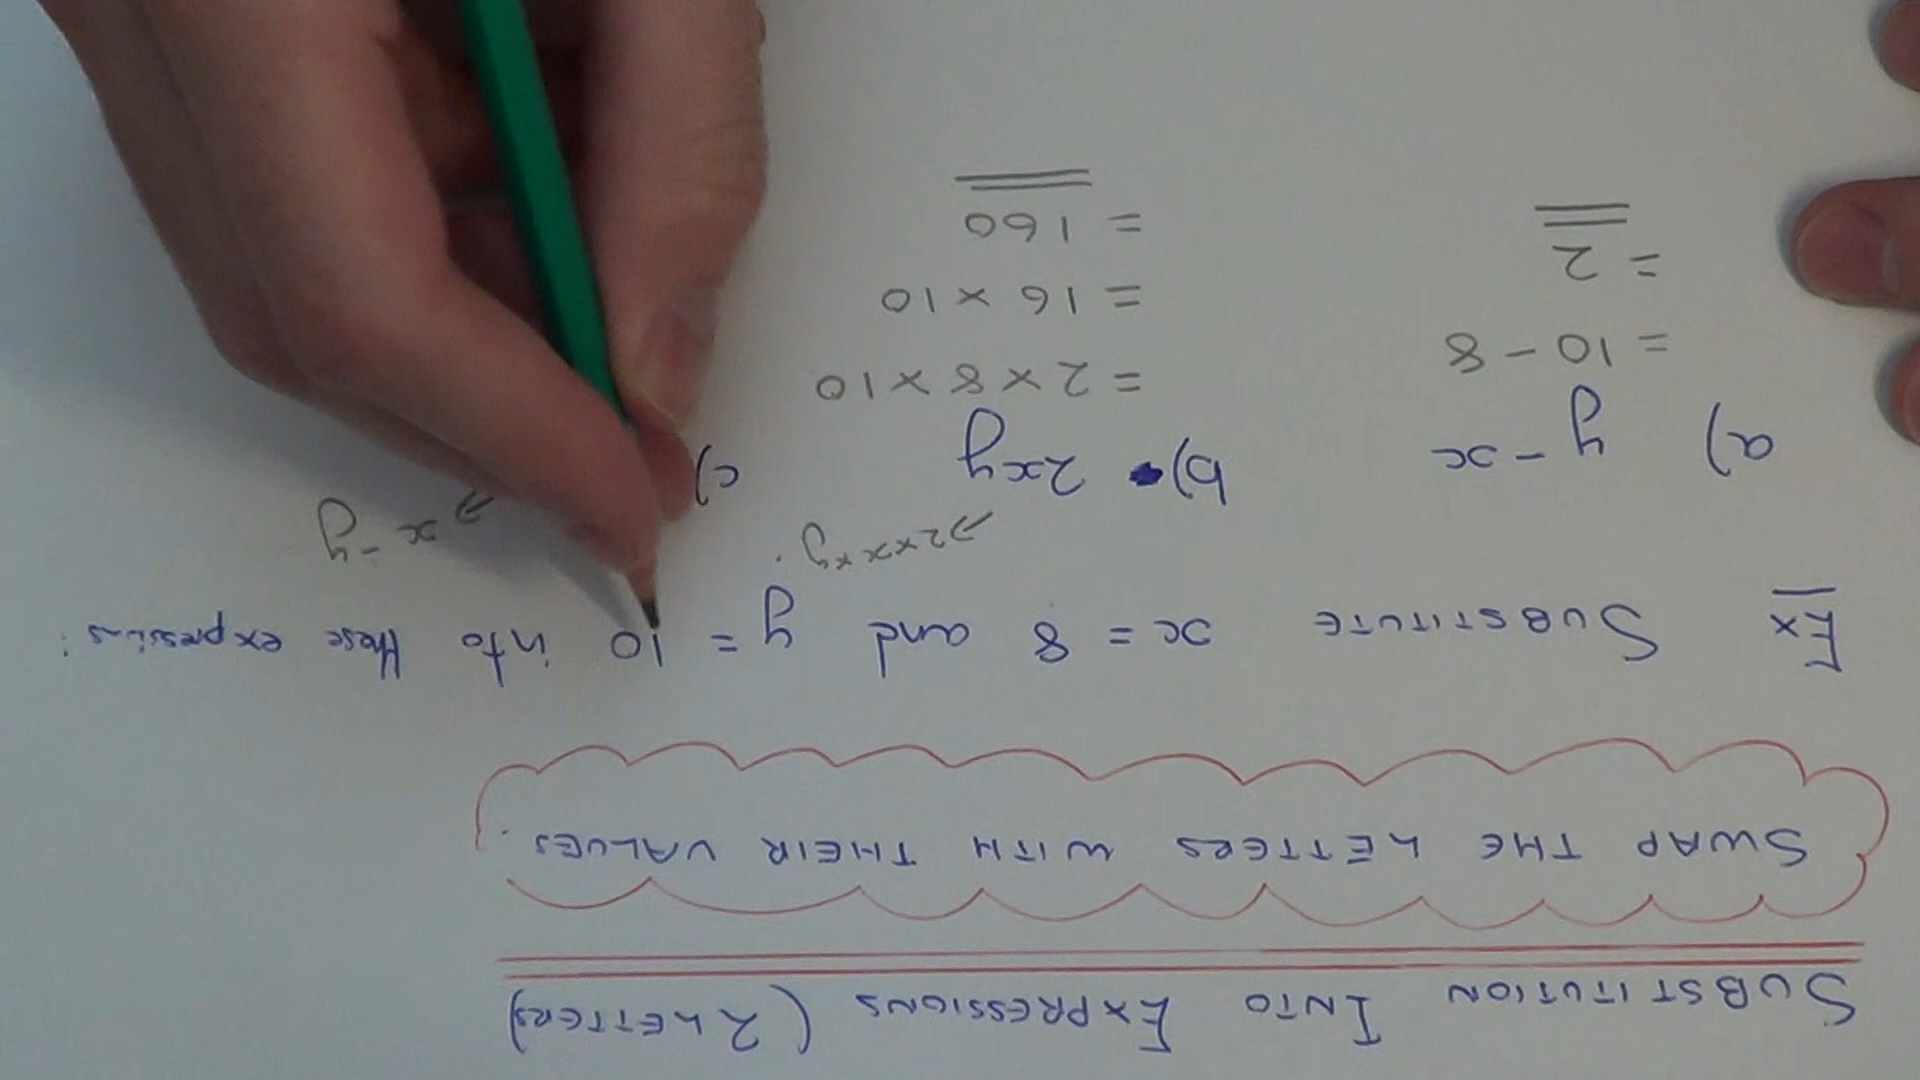 SUBSTITUTION INTO EXPRESSIONS (2 LETTERS)
SWAP THE LETTERS WITH THEIR VALUES.
Ex SUBSTITUTE x = 8 and y = 10 into these expressions:
→ 2×x×y.
→ x - y
a) y - x
b) 2xy
c)
= 10 - 8
= 2
= 2 × 8 × 10
= 16 × 10
= 160